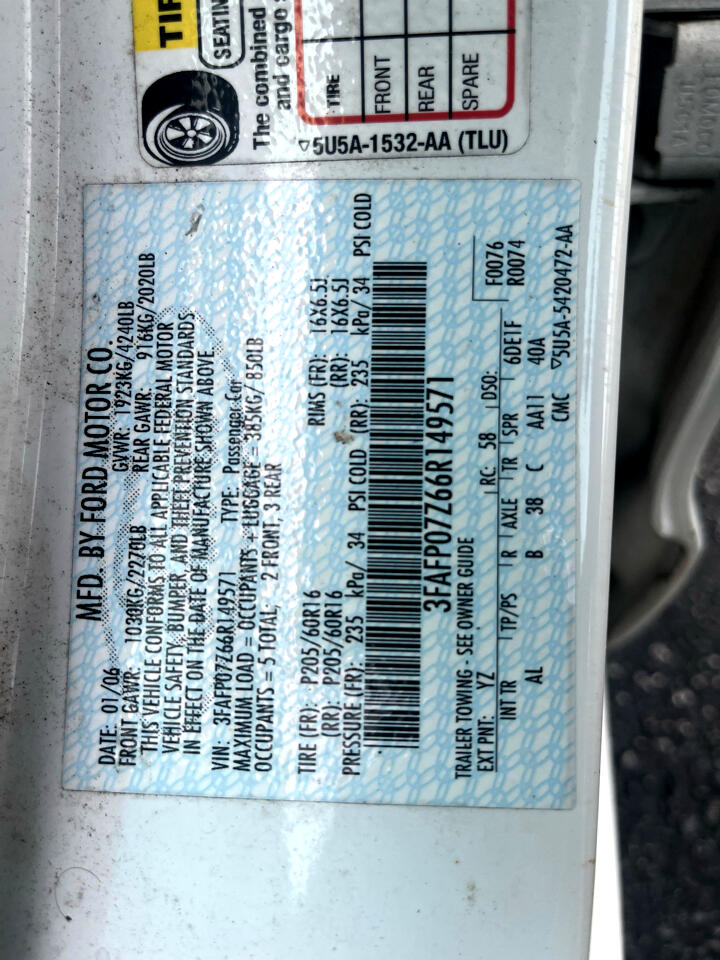 TIR
SEATIN
The combined
and cargo s
TIRE
FRONT
REAR
SPARE
▽5U5A-1532-AA (TLU)
MFD. BY FORD MOTOR CO.
DATE: 01/06 GVWR: 1923KG/4240LB
FRONT GAWR: 1030KG/2270LB REAR GAWR: 916KG/2020LB
THIS VEHICLE CONFORMS TO ALL APPLICABLE FEDERAL MOTOR
VEHICLE SAFETY, BUMPER, AND THEFT PREVENTION STANDARDS
IN EFFECT ON THE DATE OF MANUFACTURE SHOWN ABOVE.
VIN: 3FAFP07Z66R149571 TYPE: Passenger Car
MAXIMUM LOAD = OCCUPANTS + LUGGAGE = 385KG/ 850LB
OCCUPANTS = 5 TOTAL; 2 FRONT, 3 REAR
TIRE (FR): P205/60R16 RIMS (FR): 16X6.5J
(RR): P205/60R16 (RR): 16X6.5J
PRESSURE (FR): 235 kPa/ 34 PSI COLD (RR): 235 kPa/ 34 PSI COLD
3FAFP07Z66R149571
TRAILER TOWING - SEE OWNER GUIDE F0076
EXT PNT: YZ RC: 58 DSO: R0074
INT TR TP/PS R AXLE TR SPR 6DE1F
AL B 38 C AA11 40A
CMC ▽5U5A-5420472-AA